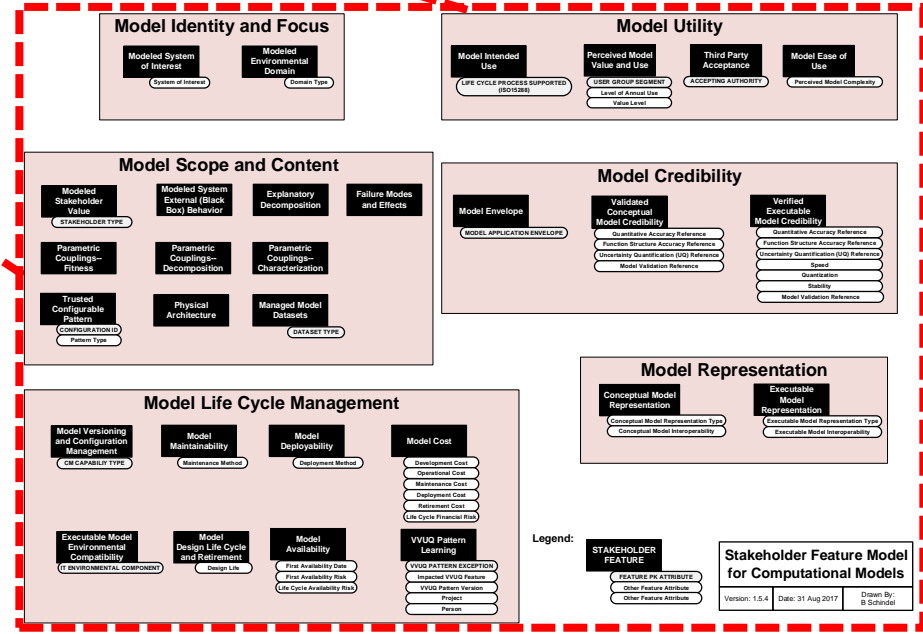 Model Identity and Focus
Modeled System
of Interest
System of Interest
Modeled
Environmental
Domain
Domain Type
Model Utility
Model Intended
Use
LIFE CYCLE PROCESS SUPPORTED
(ISO15288)
Perceived Model
Value and Use
USER GROUP SEGMENT
Level of Annual Use
Value Level
Third Party
Acceptance
ACCEPTING AUTHORITY
Model Ease of
Use
Perceived Model Complexity
Model Scope and Content
Modeled
Stakeholder
Value
STAKEHOLDER TYPE
Modeled System
External (Black
Box) Behavior
Explanatory
Decomposition
Failure Modes
and Effects
Parametric
Couplings--
Fitness
Parametric
Couplings--
Decomposition
Parametric
Couplings--
Characterization
Trusted
Configurable
Pattern
CONFIGURATION ID
Pattern Type
Physical
Architecture
Managed Model
Datasets
DATASET TYPE
Model Credibility
Model Envelope
MODEL APPLICATION ENVELOPE
Validated
Conceptual
Model Credibility
Quantitative Accuracy Reference
Function Structure Accuracy Reference
Uncertainty Quantification (UQ) Reference
Model Validation Reference
Verified
Executable
Model Credibility
Quantitative Accuracy Reference
Function Structure Accuracy Reference
Uncertainty Quantification (UQ) Reference
Speed
Quantization
Stability
Model Validation Reference
Model Representation
Conceptual Model
Representation
Conceptual Model Representation Type
Conceptual Model Interoperability
Executable
Model
Representation
Executable Model Representation Type
Executable Model Interoperability
Model Life Cycle Management
Model Versioning
and Configuration
Management
CM CAPABILIY TYPE
Model
Maintainability
Maintenance Method
Model
Deployability
Deployment Method
Model Cost
Development Cost
Operational Cost
Maintenance Cost
Deployment Cost
Retirement Cost
Life Cycle Financial Risk
Executable Model
Environmental
Compatibility
IT ENVIRONMENTAL COMPONENT
Model
Design Life Cycle
and Retirement
Design Life
Model
Availability
First Availability Date
First Availability Risk
Life Cycle Availability Risk
VVUQ Pattern
Learning
VVUQ PATTERN EXCEPTION
Impacted VVUQ Feature
VVUQ Pattern Version
Project
Person
Legend:
STAKEHOLDER
FEATURE
FEATURE PK ATTRIBUTE
Other Feature Attribute
Other Feature Attribute
Stakeholder Feature Model
for Computational Models
Version: 1.5.4
Date: 31 Aug 2017
Drawn By:
B Schindel